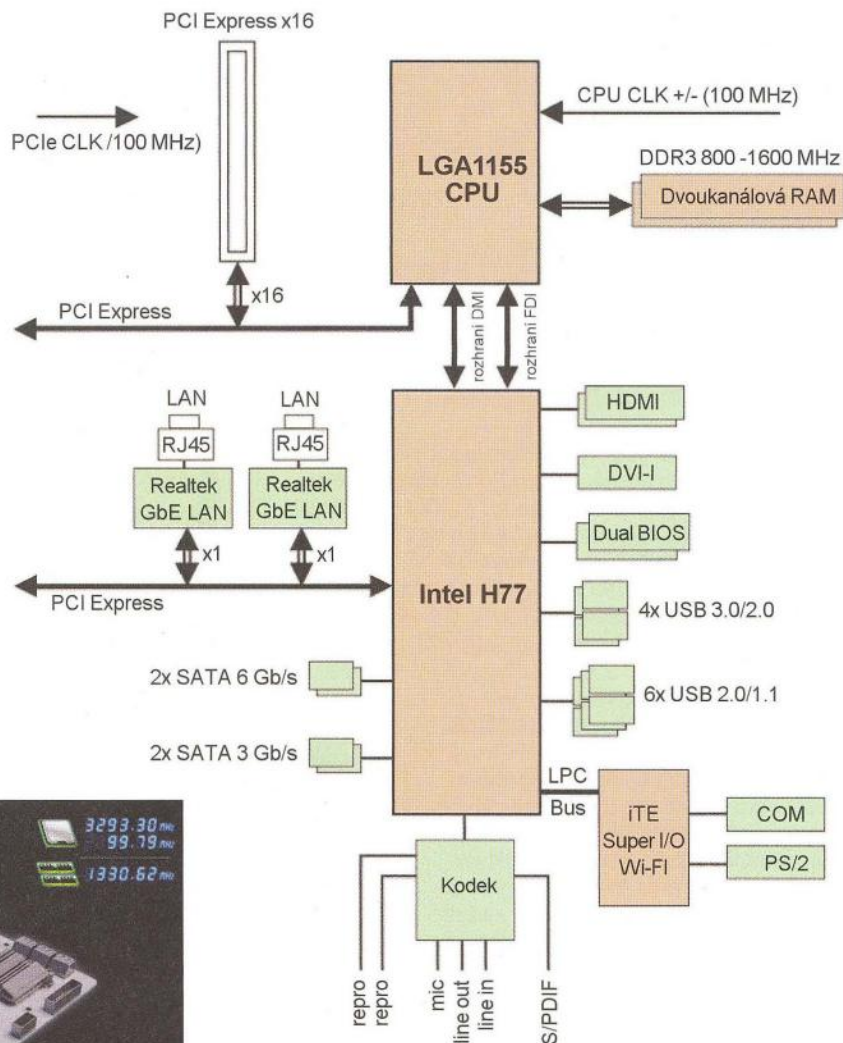 PCI Express x16
PCIe CLK /100 MHz)
CPU CLK +/- (100 MHz)
LGA1155
CPU
DDR3 800 -1600 MHz
Dvoukanálová RAM
x16
PCI Express
rozhraní DMI
rozhraní FDI
LAN
LAN
RJ45
RJ45
Realtek
GbE LAN
Realtek
GbE LAN
x1
x1
PCI Express
HDMI
DVI-I
Dual BIOS
Intel H77
4x USB 3.0/2.0
2x SATA 6 Gb/s
6x USB 2.0/1.1
2x SATA 3 Gb/s
LPC
Bus
iTE
Super I/O
Wi-FI
COM
PS/2
Kodek
repro
repro
mic
line out
line in
S/PDIF
3293.30 MHz
99.79 MHz
1330.62 MHz